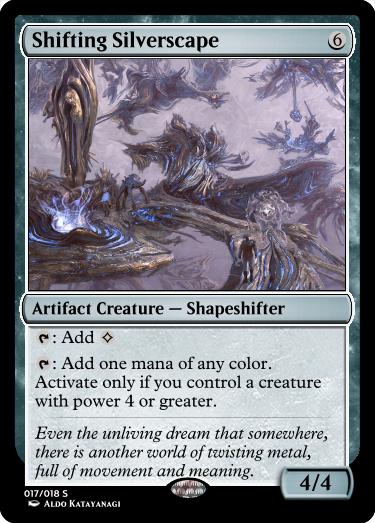 Shifting Silverscape 6
Artifact Creature — Shapeshifter
: Add
: Add one mana of any color.
Activate only if you control a creature
with power 4 or greater.
Even the unliving dream that somewhere,
there is another world of twisting metal,
full of movement and meaning.
4/4
017/018 S
Aldo Katayanagi